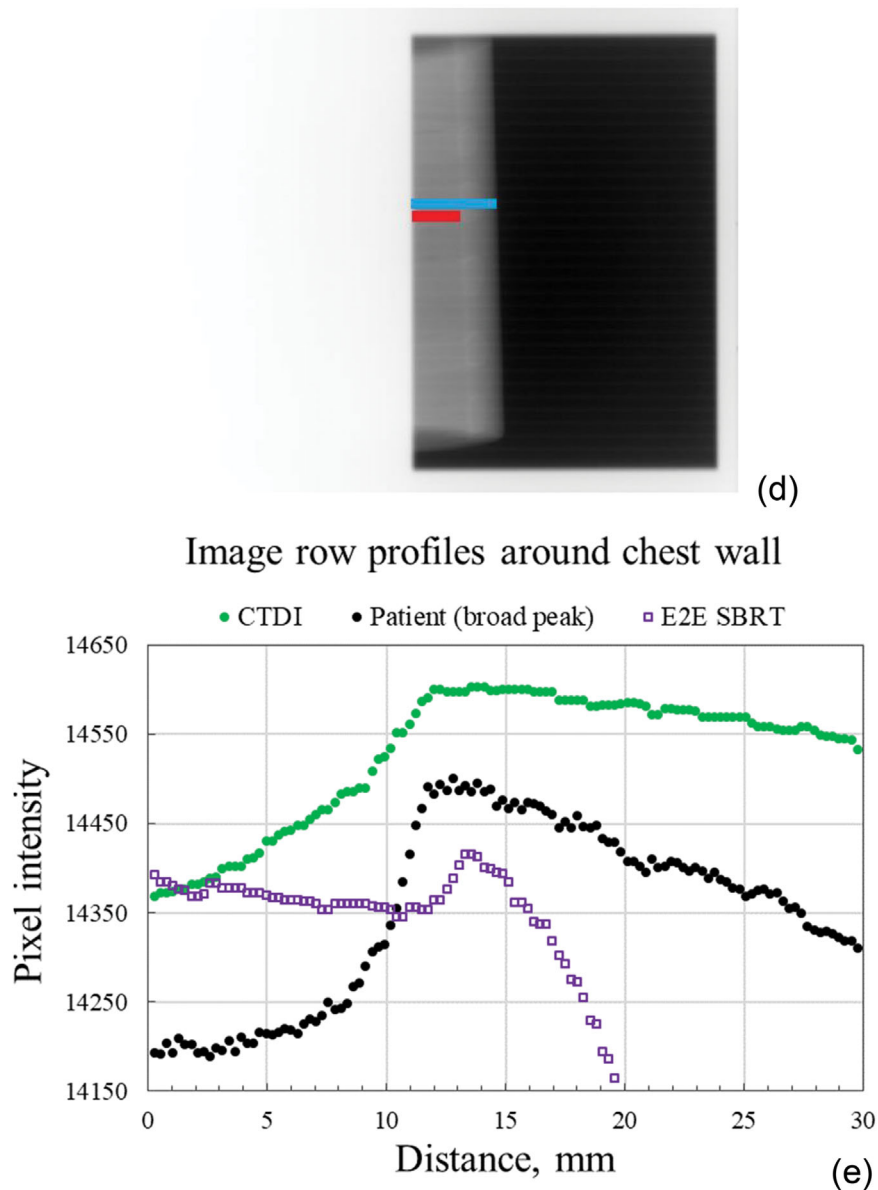 (d)
Image row profiles around chest wall
CTDI Patient (broad peak) E2E SBRT
14650
14550
14450
14350
14250
14150
Pixel intensity
0 5 10 15 20 25 30
Distance, mm
(e)